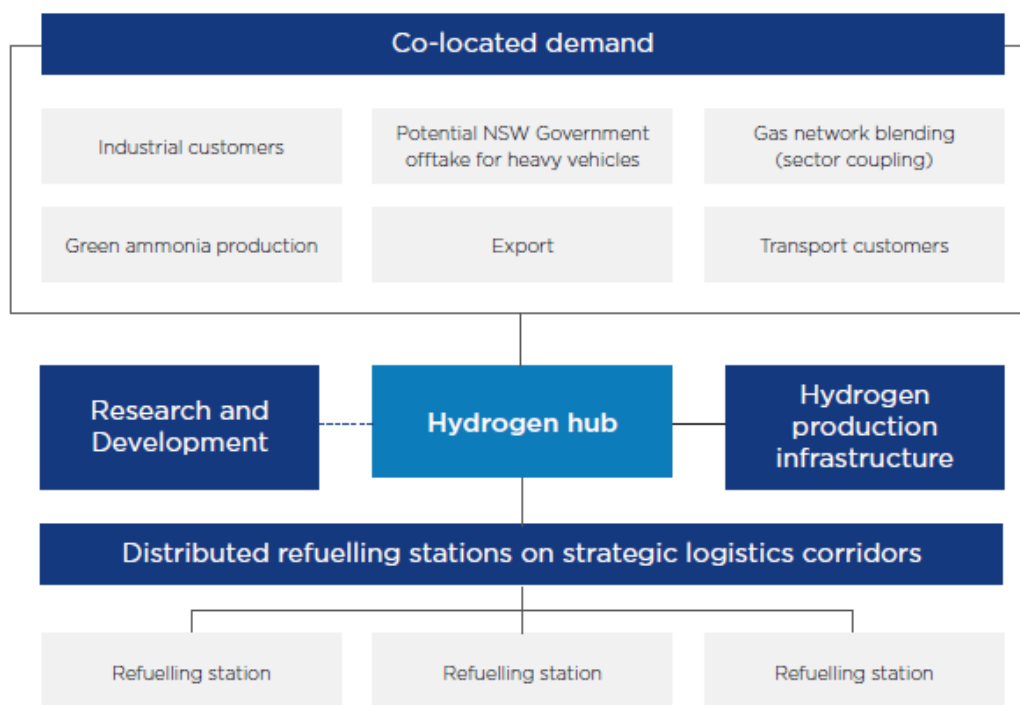 Co-located demand
Industrial customers
Potential NSW Government
offtake for heavy vehicles
Gas network blending
(sector coupling)
Green ammonia production
Export
Transport customers
Research and
Development
Hydrogen hub
Hydrogen
production
infrastructure
Distributed refuelling stations on strategic logistics corridors
Refuelling station
Refuelling station
Refuelling station